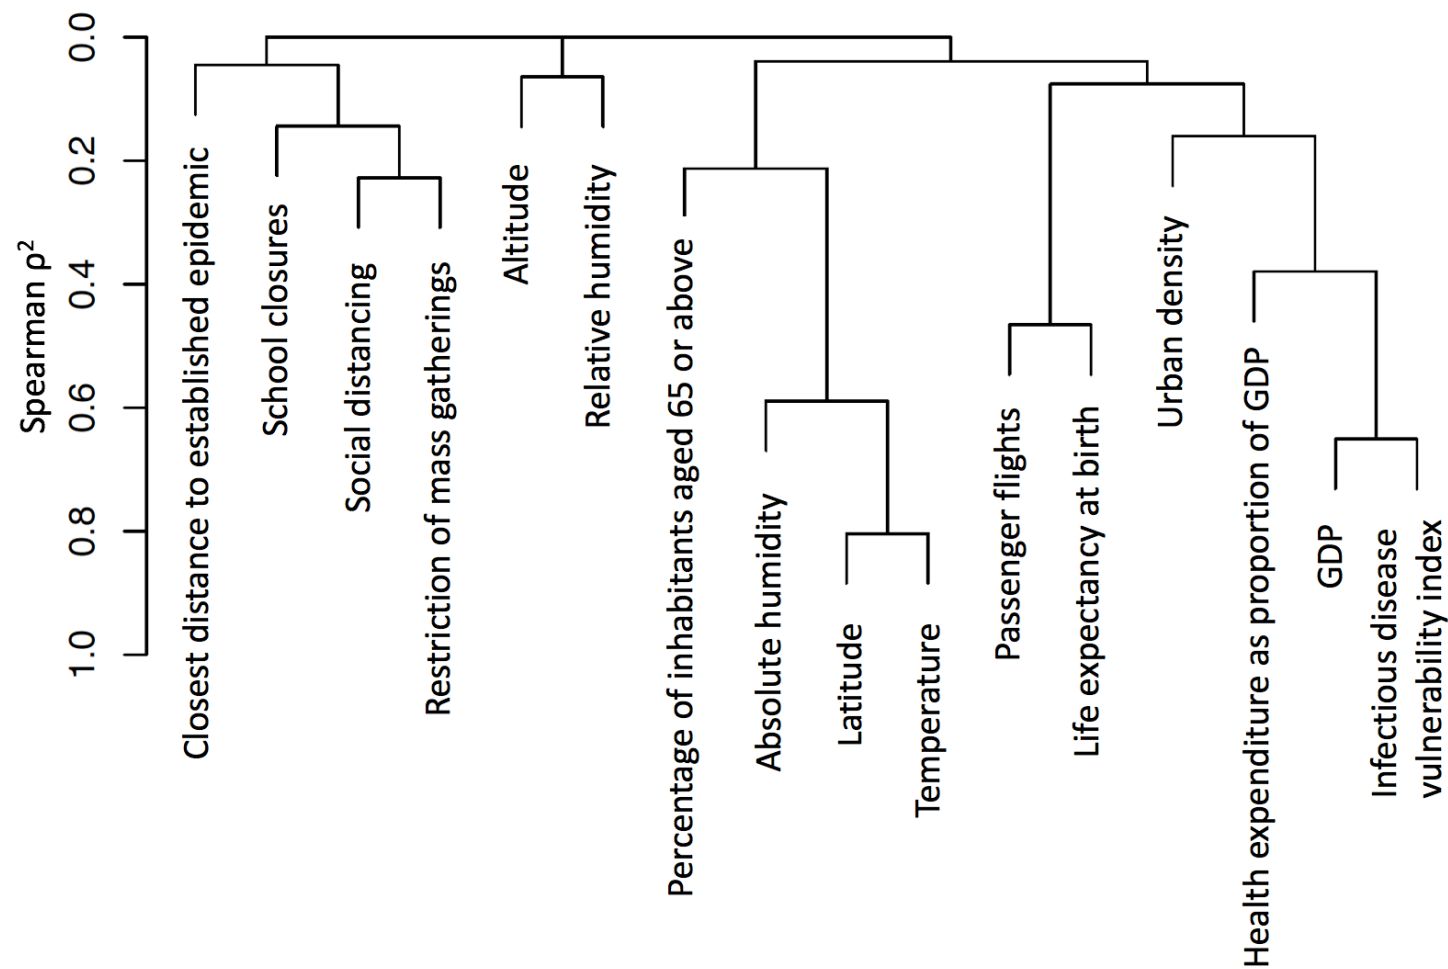 Spearman ρ²
0.0
0.2
0.4
0.6
0.8
1.0
Closest distance to established epidemic
School closures
Social distancing
Restriction of mass gatherings
Altitude
Relative humidity
Percentage of inhabitants aged 65 or above
Absolute humidity
Latitude
Temperature
Passenger flights
Life expectancy at birth
Urban density
Health expenditure as proportion of GDP
GDP
Infectious disease
vulnerability index